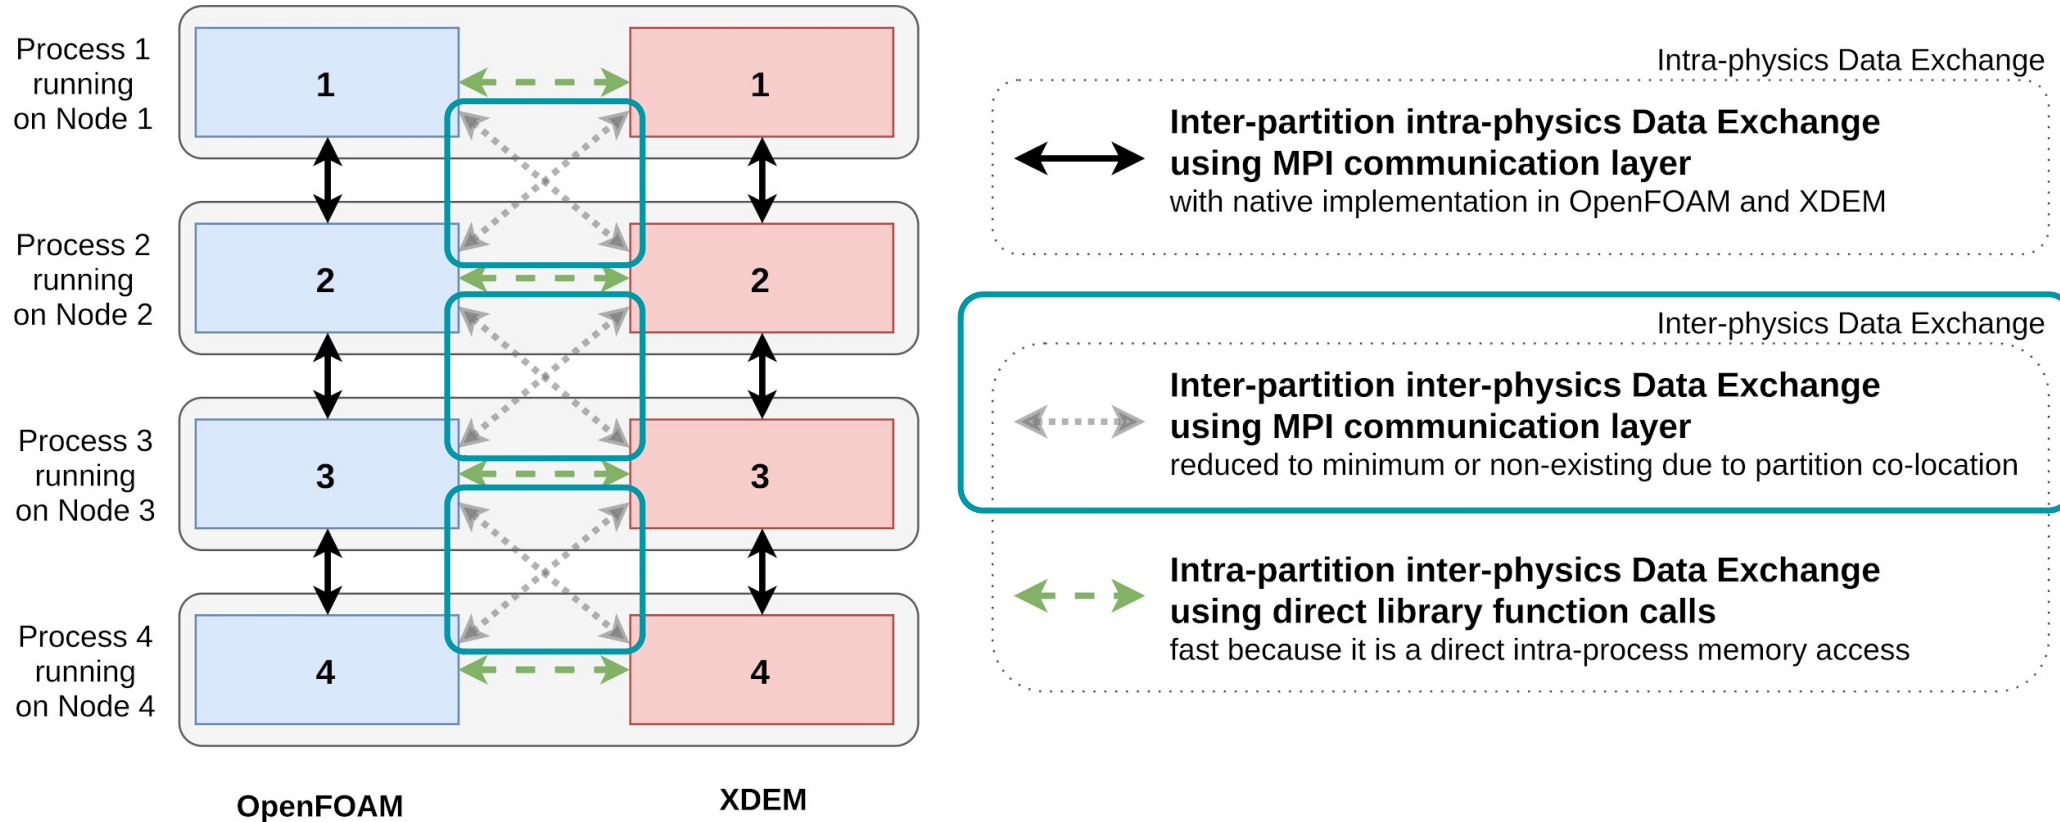 Process 1
running
on Node 1
1
1
Process 2
running
on Node 2
2
2
Process 3
running
on Node 3
3
3
Process 4
running
on Node 4
4
4
OpenFOAM
XDEM
Intra-physics Data Exchange
Inter-partition intra-physics Data Exchange
using MPI communication layer
with native implementation in OpenFOAM and XDEM
Inter-physics Data Exchange
Inter-partition inter-physics Data Exchange
using MPI communication layer
reduced to minimum or non-existing due to partition co-location
Intra-partition inter-physics Data Exchange
using direct library function calls
fast because it is a direct intra-process memory access